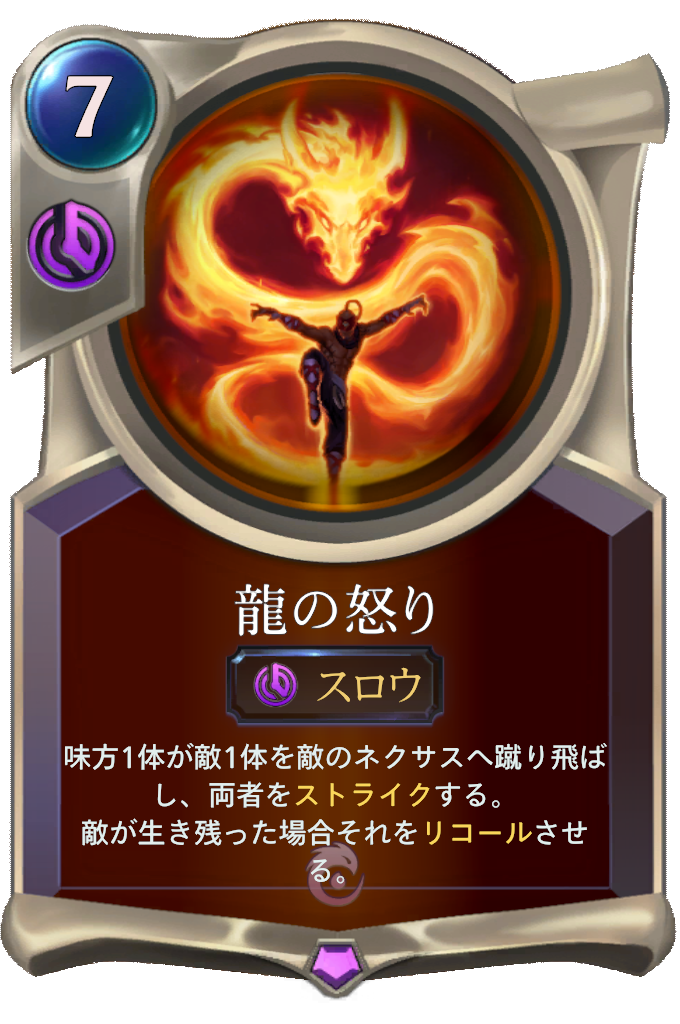 7
龍の怒り
スロウ
味方1体が敵1体を敵のネクサスへ蹴り飛ば
し、両者をストライクする。
敵が生き残った場合それをリコールさせ
る。